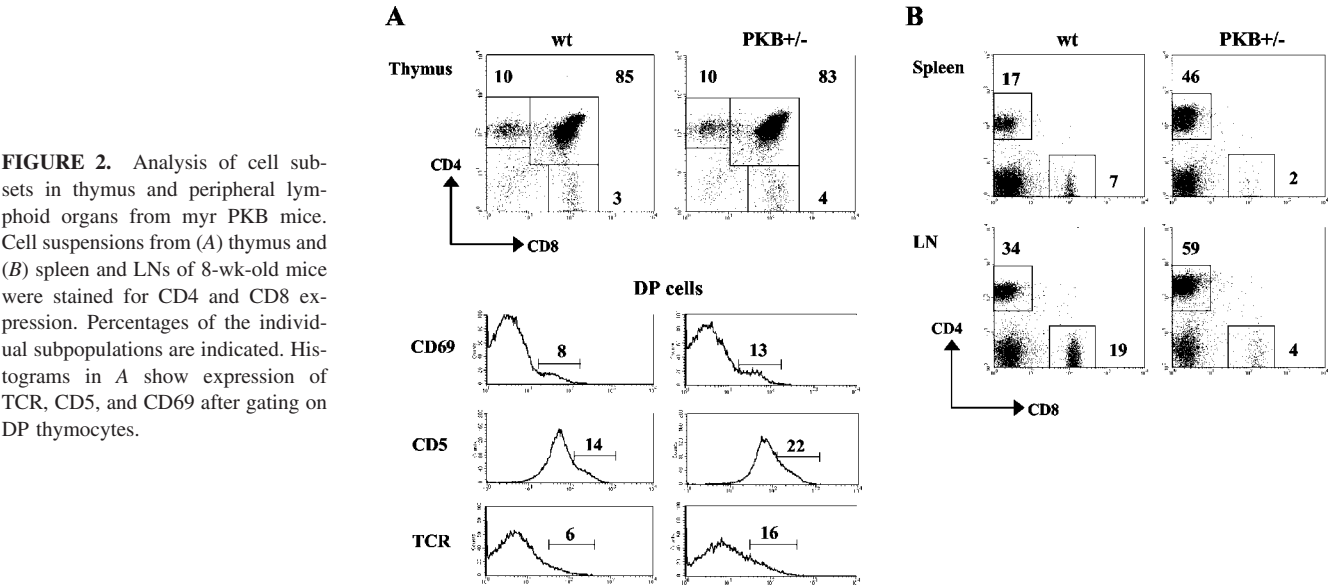 FIGURE 2. Analysis of cell sub-
sets in thymus and peripheral lym-
phoid organs from myr PKB mice.
Cell suspensions from (A) thymus and
(B) spleen and LNs of 8-wk-old mice
were stained for CD4 and CD8 ex-
pression. Percentages of the individ-
ual subpopulations are indicated. His-
tograms in A show expression of
TCR, CD5, and CD69 after gating on
DP thymocytes.
A
wt PKB+/-
Thymus
10 85 10 83
CD4
3 4
CD8
DP cells
CD69 8 13
CD5 14 22
TCR 6 16
B
wt PKB+/-
Spleen
17 46
7 2
LN
34 59
CD4
19 4
CD8